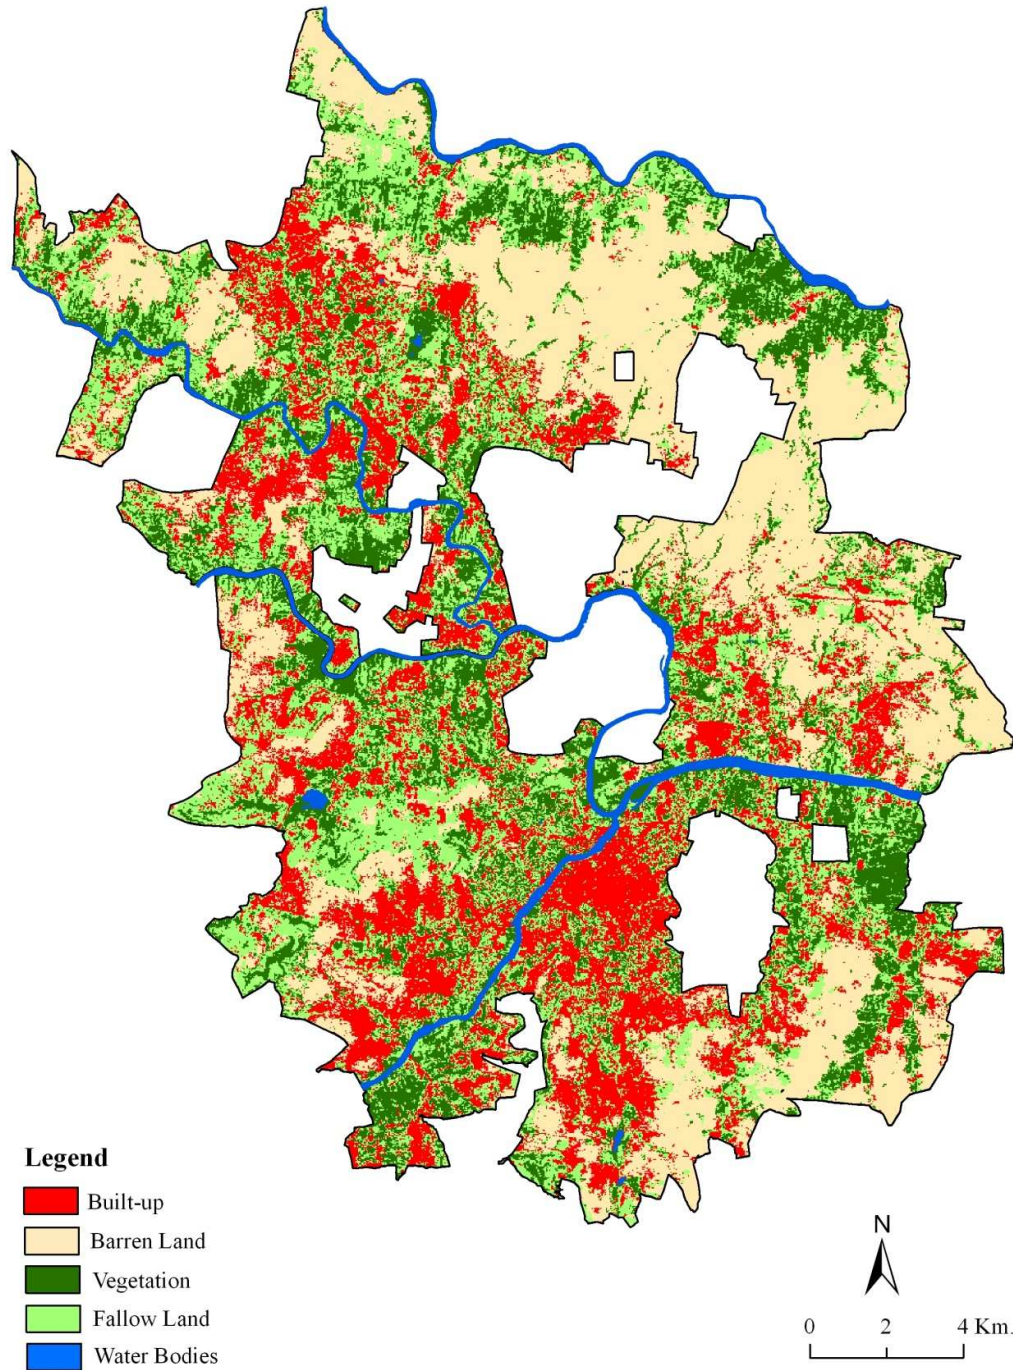 Legend
Built-up
Barren Land
Vegetation
Fallow Land
Water Bodies
N
0 2 4 Km.